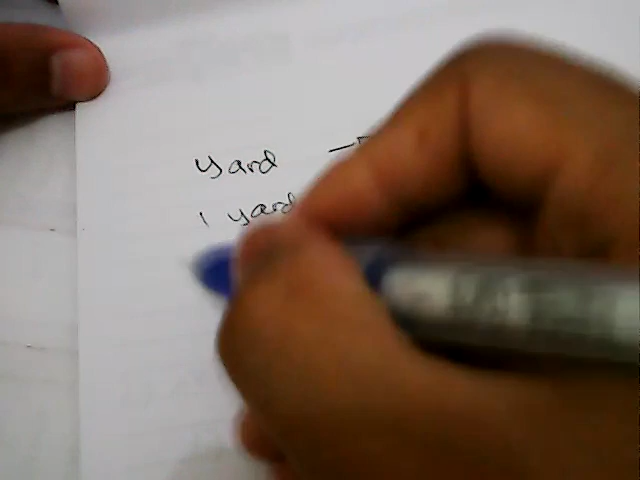 yard →
1 yard